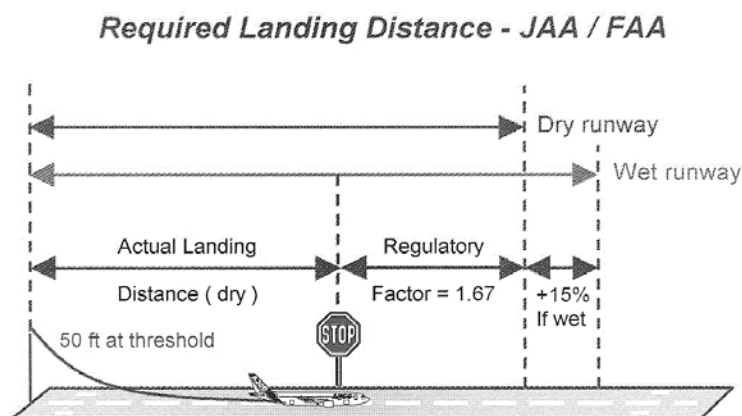 Required Landing Distance - JAA / FAA
Dry runway
Wet runway
Actual Landing
Distance ( dry )
Regulatory
Factor = 1.67
+15%
If wet
50 ft at threshold
STOP